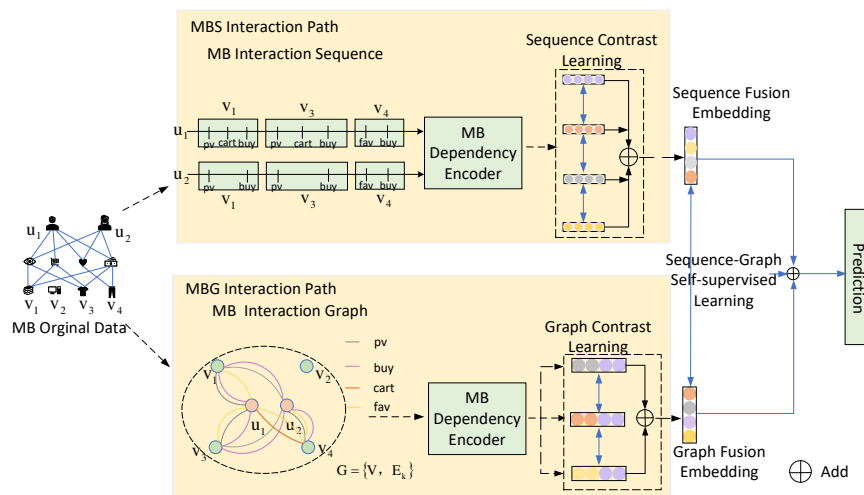 MBS Interaction Path
MB Interaction Sequence
Sequence Contrast
Learning
v1 v3 v4
u1
pv cart buy pv cart buy fav buy
u2
pv buy pv buy fav buy
v1 v3 v4
MB
Dependency
Encoder
Sequence Fusion
Embedding
u1 u2
v1 v2 v3 v4
MB Orginal Data
Sequence-Graph
Self-supervised
Learning
Prediction
MBG Interaction Path
MB Interaction Graph
pv
buy
cart
fav
v1 v2
u1 u2
v3 v4
G = {V, Ek}
MB
Dependency
Encoder
Graph Contrast
Learning
Graph Fusion
Embedding
Add